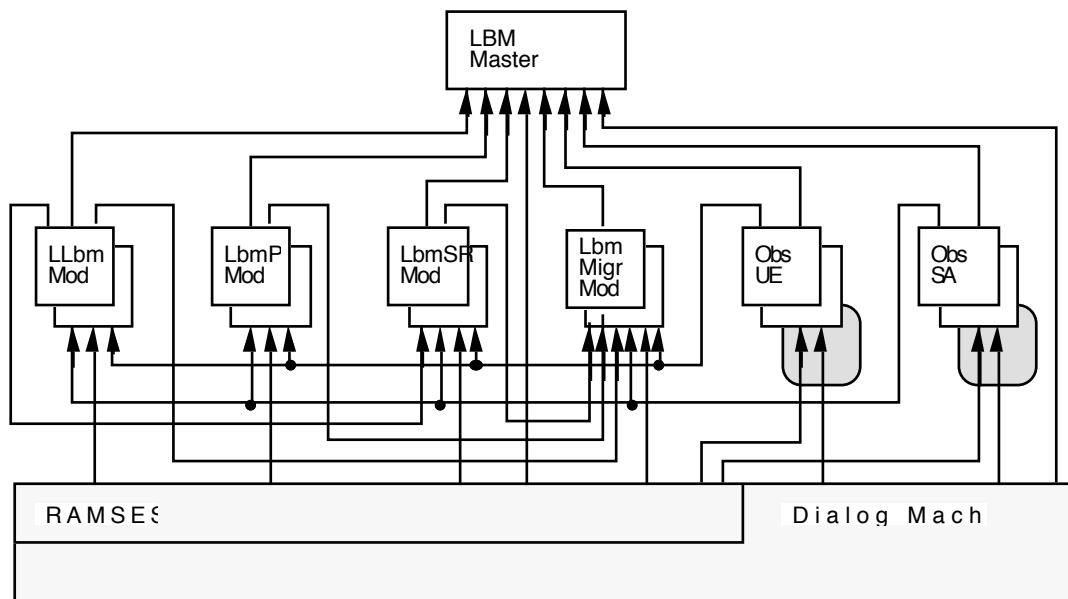 LBM
Master
LLbm
Mod
LbmP
Mod
LbmSR
Mod
Lbm
Migr
Mod
Obs
UE
Obs
SA
RAMSES
Dialog Mach